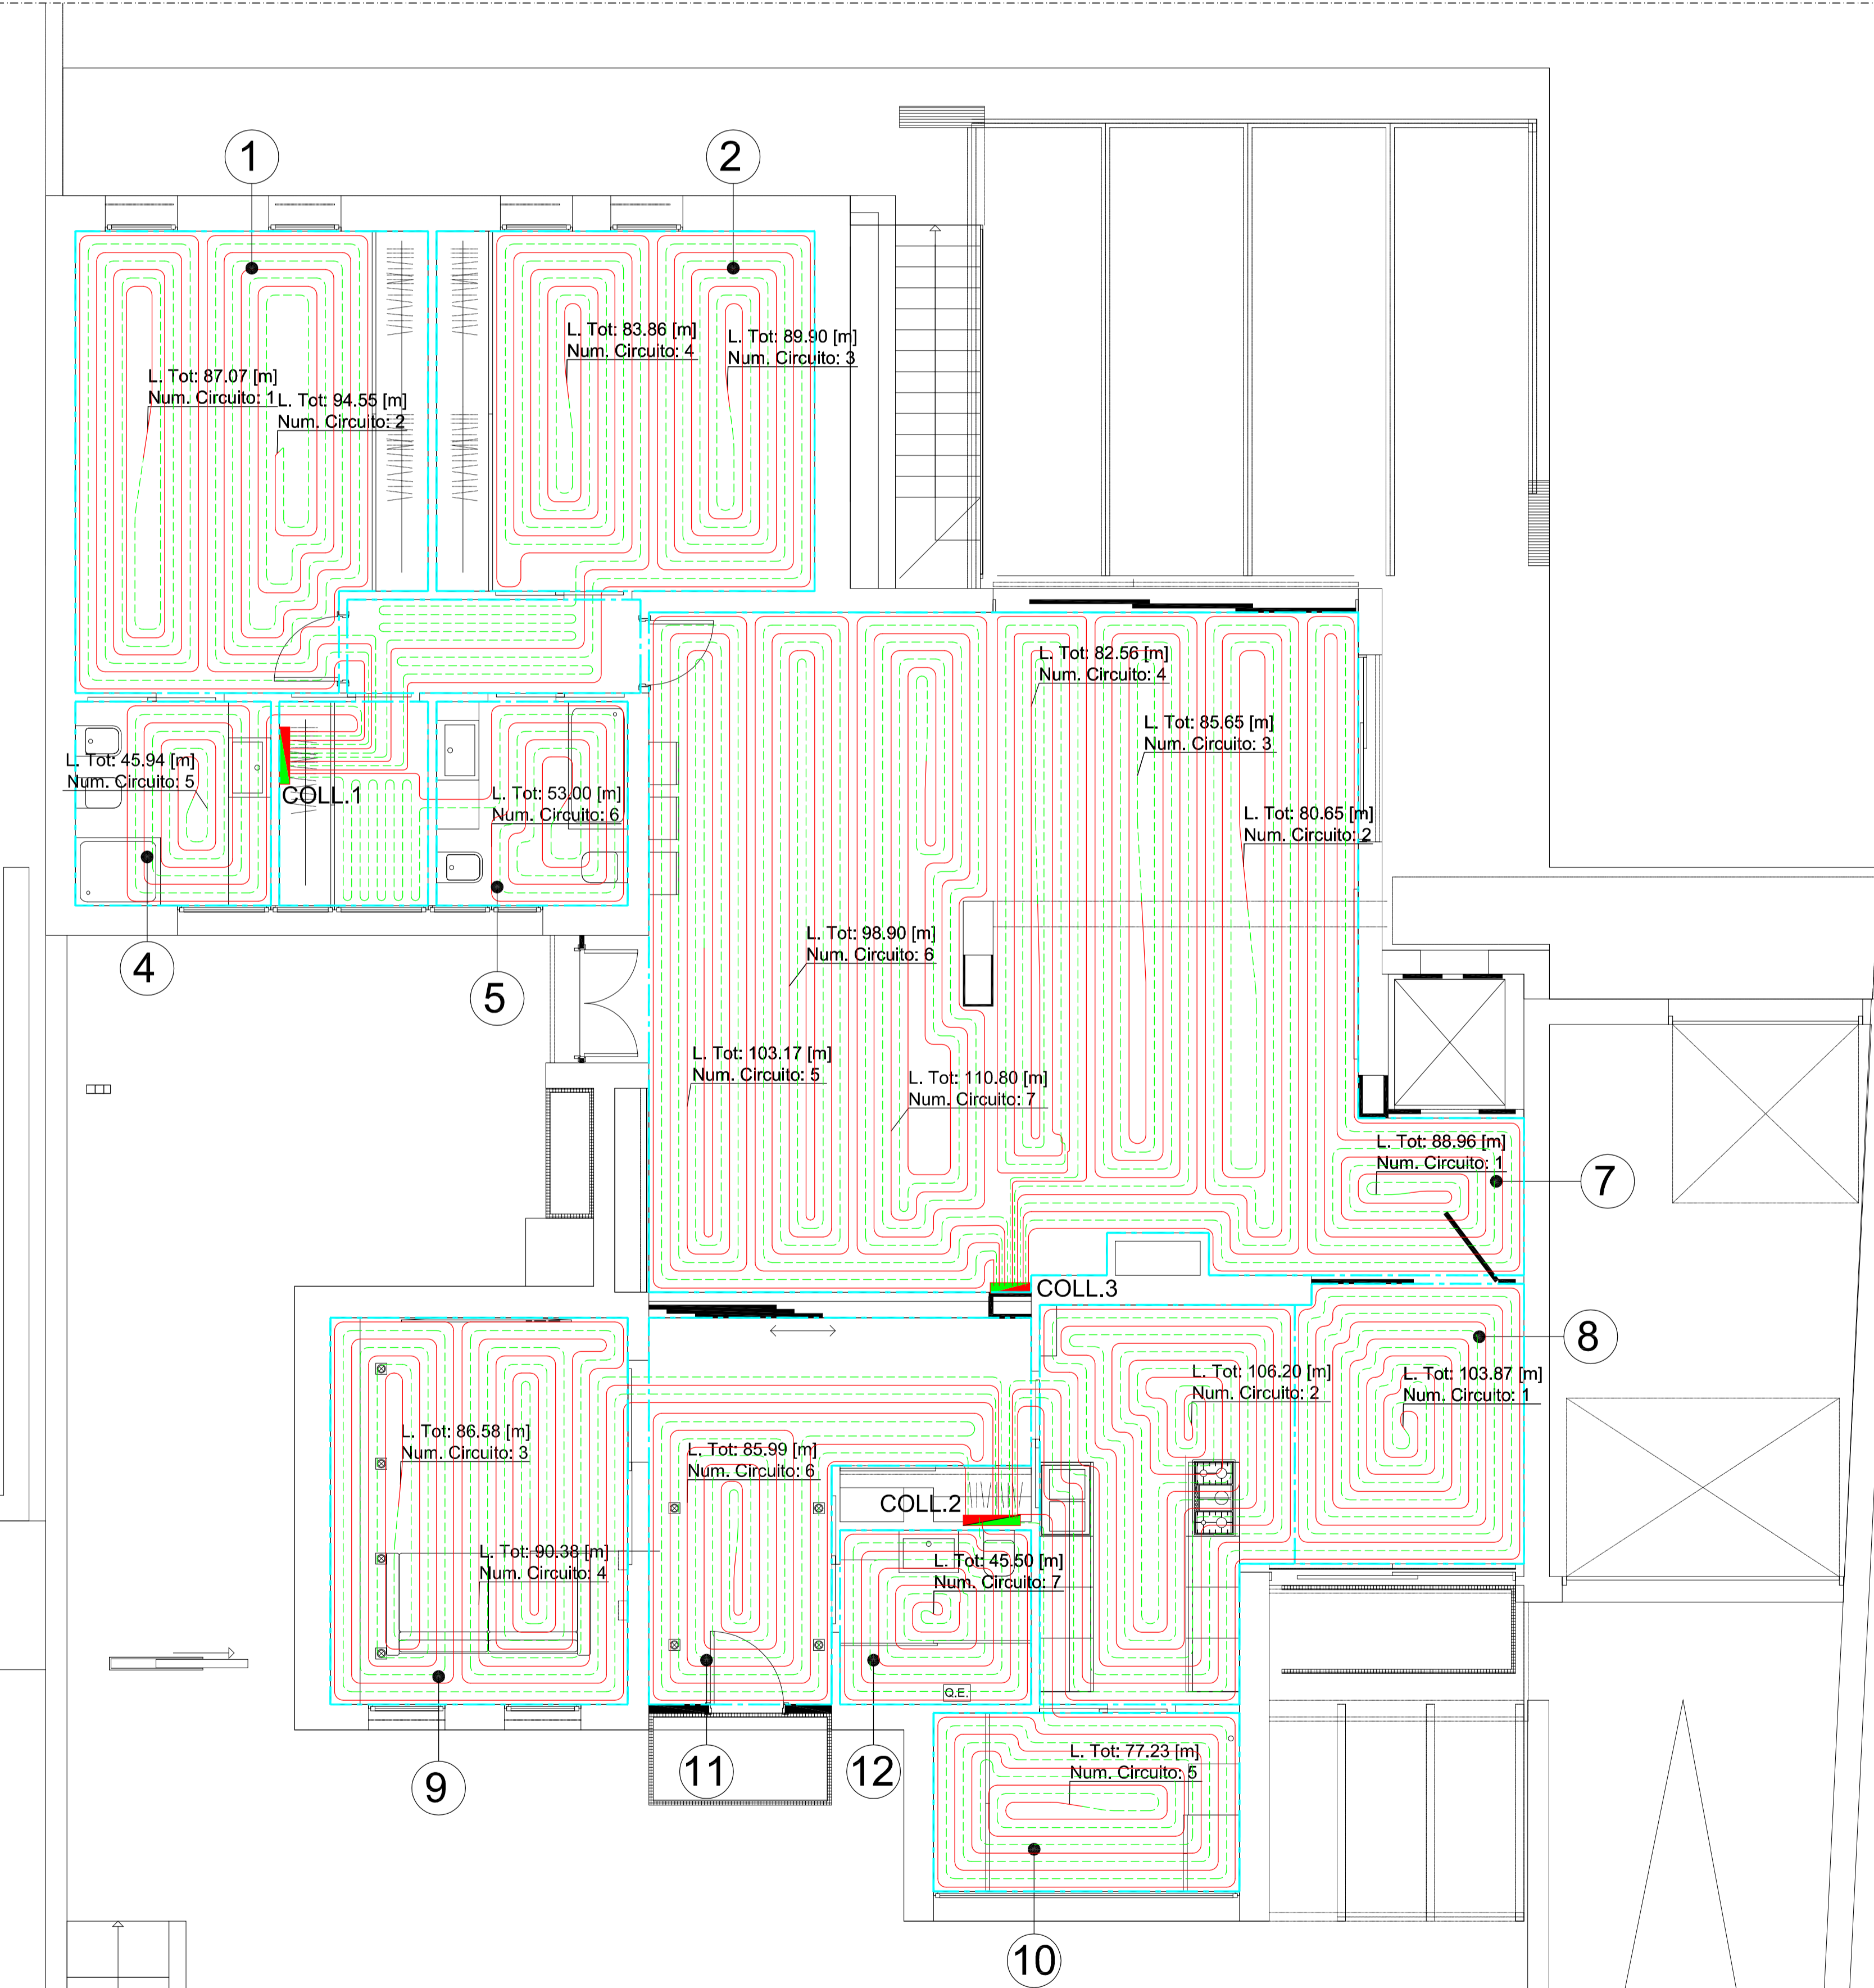 1
2
L. Tot: 83.86 [m]
Num. Circuito: 4
L. Tot: 89.90 [m]
Num. Circuito: 3
L. Tot: 87.07 [m]
Num. Circuito: 1
L. Tot: 94.55 [m]
Num. Circuito: 2
L. Tot: 82.56 [m]
Num. Circuito: 4
L. Tot: 85.65 [m]
Num. Circuito: 3
L. Tot: 45.94 [m]
Num. Circuito: 5
COLL.1
L. Tot: 53.00 [m]
Num. Circuito: 6
L. Tot: 80.65 [m]
Num. Circuito: 2
4
5
L. Tot: 98.90 [m]
Num. Circuito: 6
L. Tot: 103.17 [m]
Num. Circuito: 5
L. Tot: 110.80 [m]
Num. Circuito: 7
L. Tot: 88.96 [m]
Num. Circuito: 1
7
COLL.3
8
L. Tot: 106.20 [m]
Num. Circuito: 2
L. Tot: 103.87 [m]
Num. Circuito: 1
L. Tot: 86.58 [m]
Num. Circuito: 3
L. Tot: 85.99 [m]
Num. Circuito: 6
COLL.2
L. Tot: 90.38 [m]
Num. Circuito: 4
L. Tot: 45.50 [m]
Num. Circuito: 7
Q.E.
L. Tot: 77.23 [m]
Num. Circuito: 5
9
11
12
10